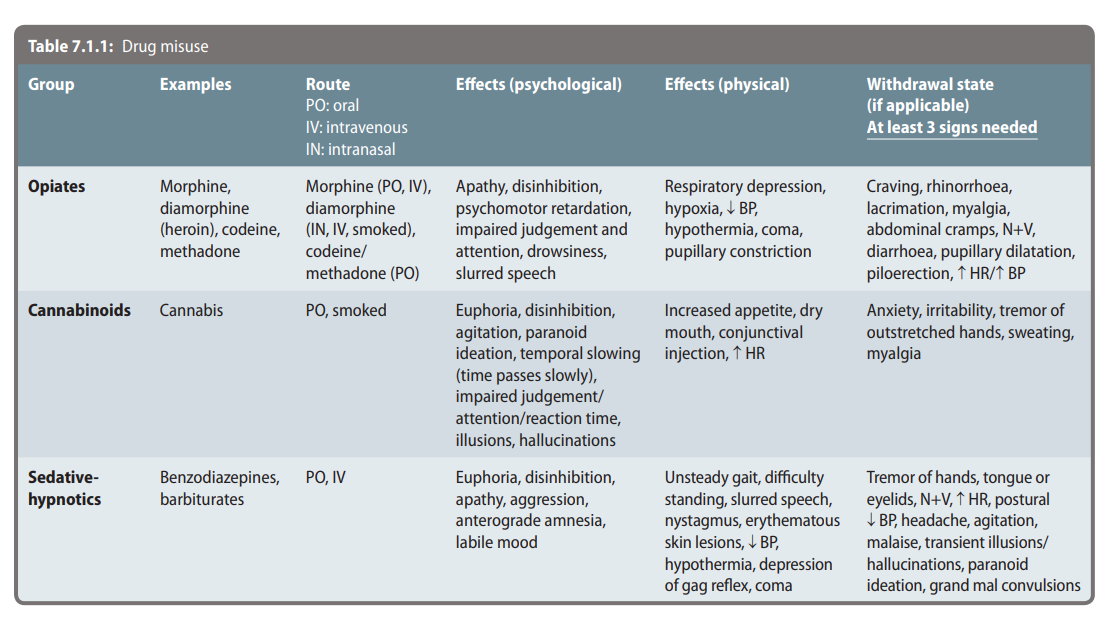 Table 7.1.1: Drug misuse
Group
Examples
Route
PO: oral
IV: intravenous
IN: intranasal
Effects (psychological)
Effects (physical)
Withdrawal state
(if applicable)
At least 3 signs needed
Opiates
Morphine,
diamorphine
(heroin), codeine,
methadone
Morphine (PO, IV),
diamorphine
(IN, IV, smoked),
codeine/
methadone (PO)
Apathy, disinhibition,
psychomotor retardation,
impaired judgement and
attention, drowsiness,
slurred speech
Respiratory depression,
hypoxia, ↓ BP,
hypothermia, coma,
pupillary constriction
Craving, rhinorrhoea,
lacrimation, myalgia,
abdominal cramps, N+V,
diarrhoea, pupillary dilatation,
piloerection, ↑ HR/↑ BP
Cannabinoids
Cannabis
PO, smoked
Euphoria, disinhibition,
agitation, paranoid
ideation, temporal slowing
(time passes slowly),
impaired judgement/
attention/reaction time,
illusions, hallucinations
Increased appetite, dry
mouth, conjunctival
injection, ↑ HR
Anxiety, irritability, tremor of
outstretched hands, sweating,
myalgia
Sedative-
hypnotics
Benzodiazepines,
barbiturates
PO, IV
Euphoria, disinhibition,
apathy, aggression,
anterograde amnesia,
labile mood
Unsteady gait, difficulty
standing, slurred speech,
nystagmus, erythematous
skin lesions, ↓ BP,
hypothermia, depression
of gag reflex, coma
Tremor of hands, tongue or
eyelids, N+V, ↑ HR, postural
↓ BP, headache, agitation,
malaise, transient illusions/
hallucinations, paranoid
ideation, grand mal convulsions